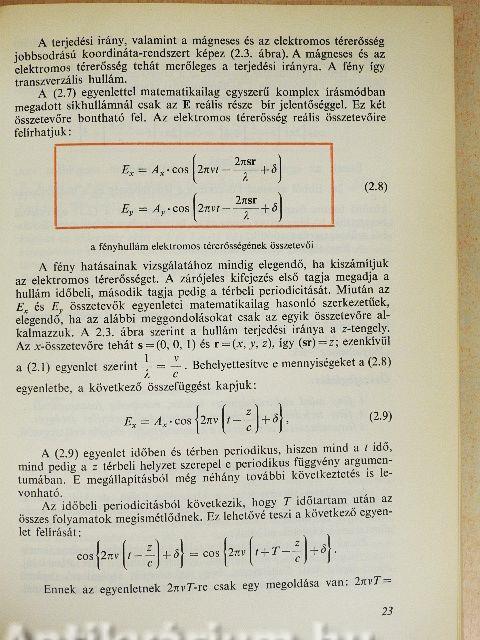 A terjedési irány, valamint a mágneses és az elektromos térerősség
jobbsodrású koordináta-rendszert képez (2.3. ábra). A mágneses és az
elektromos térerősség tehát merőleges a terjedési irányra. A fény így
transzverzális hullám.
A (2.7) egyenlettel matematikailag egyszerű komplex írásmódban
megadott síkhullámnál csak az E reális része bír jelentőséggel. Ez két
összetevőre bontható fel. Az elektromos térerősség reális összetevőire
felírhatjuk:
Eₓ = Aₓ·cos (2πνt − 2πsr/λ + δ)
E_y = A_y·cos (2πνt − 2πsr/λ + δ)
(2.8)
a fényhullám elektromos térerősségének összetevői
A fény hatásainak vizsgálatához mindig elegendő, ha kiszámítjuk
az elektromos térerősséget. A zárójeles kifejezés első tagja megadja a
hullám időbeli, második tagja pedig a térbeli periodicitását. Miután az
Eₓ és E_y összetevők egyenletei matematikailag hasonló szerkezetűek,
elegendő, ha az alábbi meggondolásokat csak az egyik összetevőre al-
kalmazzuk. A 2.3. ábra szerint a hullám terjedési iránya a z-tengely.
Az x-összetevőre tehát s = (0, 0, 1) és r = (x, y, z), így (sr) = z; ezenkívül
a (2.1) egyenlet szerint 1/λ = ν/c. Behelyettesítve e mennyiségeket a (2.8)
egyenletbe, a következő összefüggést kapjuk:
Eₓ = Aₓ·cos {2πν (t − z/c) + δ}, (2.9)
A (2.9) egyenlet időben és térben periodikus, hiszen mind a t idő,
mind pedig a z térbeli helyzet szerepel e periodikus függvény argumen-
tumában. E megállapításból még néhány további következtetés is le-
vonható.
Az időbeli periodicitásból következik, hogy T időtartam után az
összes folyamatok megismétlődnek. Ez lehetővé teszi a következő egyen-
let felírását:
cos {2πν (t − z/c) + δ} = cos {2πν (t + T − z/c) + δ}.
Ennek az egyenletnek 2πνT-re csak egy megoldása van: 2πνT =
23
Antikvarium.hu